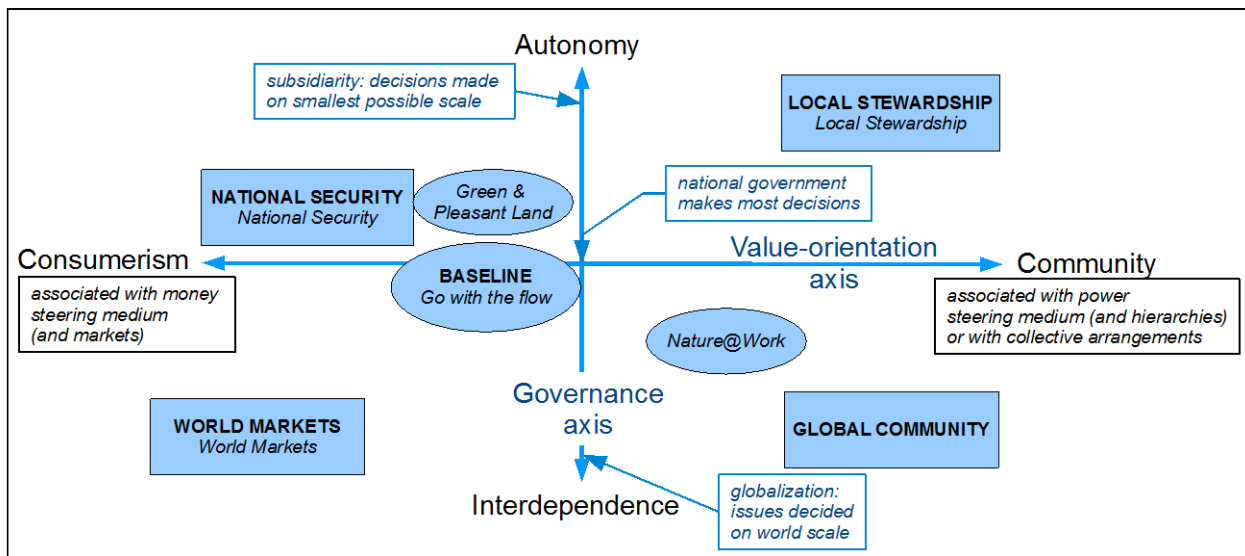 Autonomy
subsidiarity: decisions made
on smallest possible scale
LOCAL STEWARDSHIP
Local Stewardship
NATIONAL SECURITY
National Security
Green &
Pleasant Land
national government
makes most decisions
Consumerism
Value-orientation
axis
Community
BASELINE
Go with the flow
associated with money
steering medium
(and markets)
associated with power
steering medium (and hierarchies)
or with collective arrangements
Nature@Work
Governance
axis
WORLD MARKETS
World Markets
GLOBAL COMMUNITY
Interdependence
globalization:
issues decided
on world scale